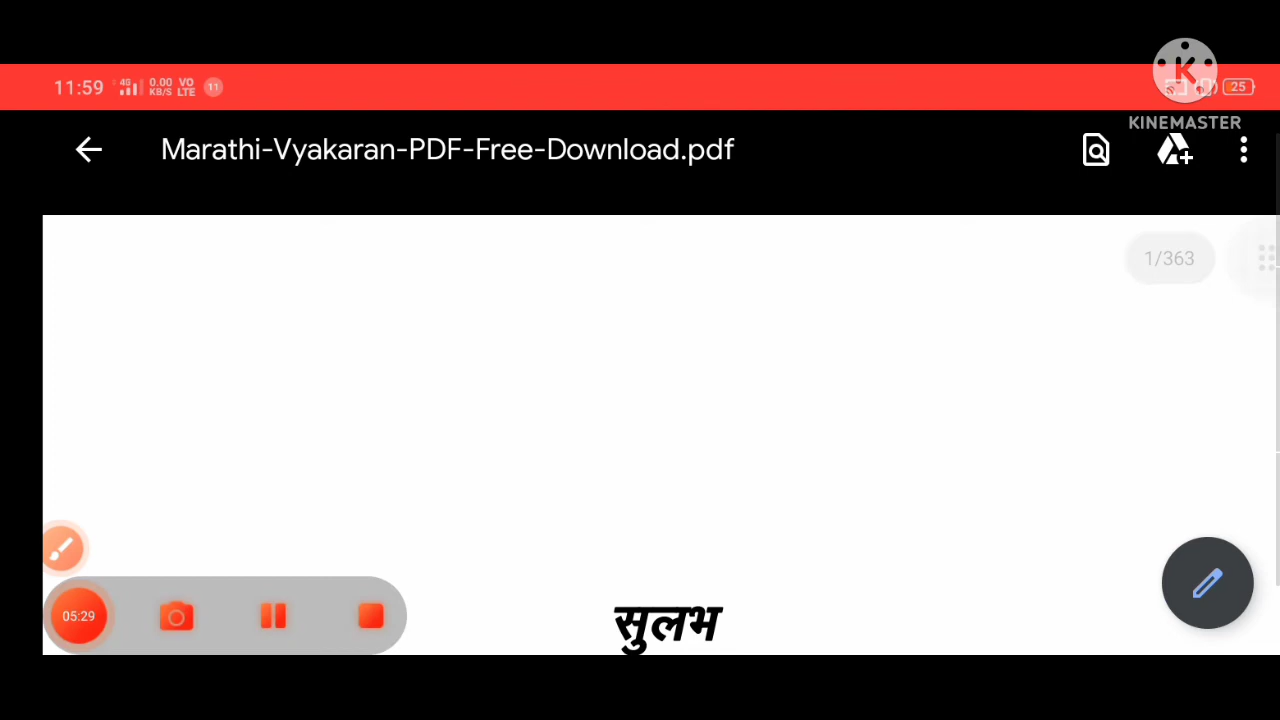 11:59 4G 0.00 KB/S VO LTE 11 25
KINEMASTER
Marathi-Vyakaran-PDF-Free-Download.pdf
1/363
05:29
सुलभ